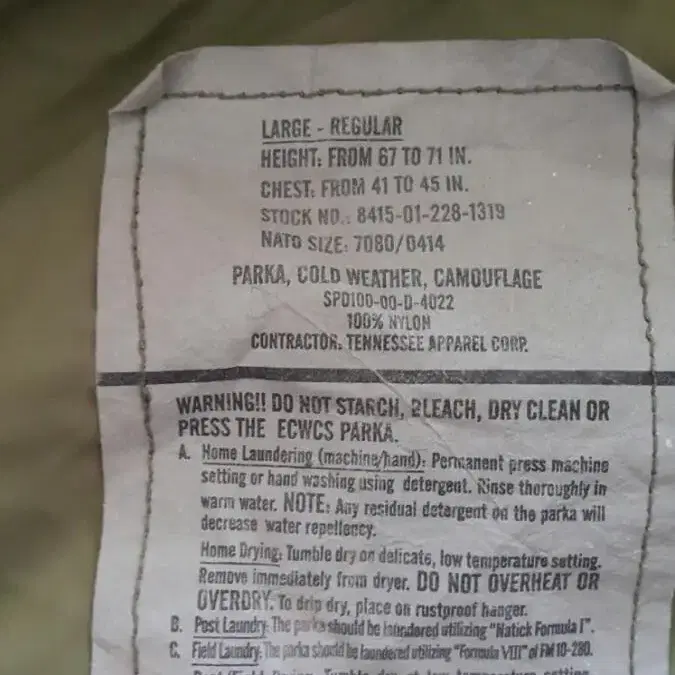 LARGE - REGULAR
HEIGHT: FROM 67 TO 71 IN.
CHEST: FROM 41 TO 45 IN.
STOCK NO.: 8415-01-228-1319
NATO SIZE: 7080/0414
PARKA, COLD WEATHER, CAMOUFLAGE
SPO100-00-D-4022
100% NYLON
CONTRACTOR: TENNESSEE APPAREL CORP.
WARNING!! DO NOT STARCH, BLEACH, DRY CLEAN OR
PRESS THE ECWCS PARKA.
A. Home Laundering (machine/hand): Permanent press machine
setting or hand washing using detergent. Rinse thoroughly in
warm water. NOTE: Any residual detergent on the parka will
decrease water repellency.
Home Drying: Tumble dry on delicate, low temperature setting.
Remove immediately from dryer. DO NOT OVERHEAT OR
OVERDRY. To drip dry, place on rustproof hanger.
B. Post Laundry: The parka should be laundered utilizing "Natick Formula I".
C. Field Laundry: The parka should be laundered utilizing "Formula VIII" of FM 10-280.